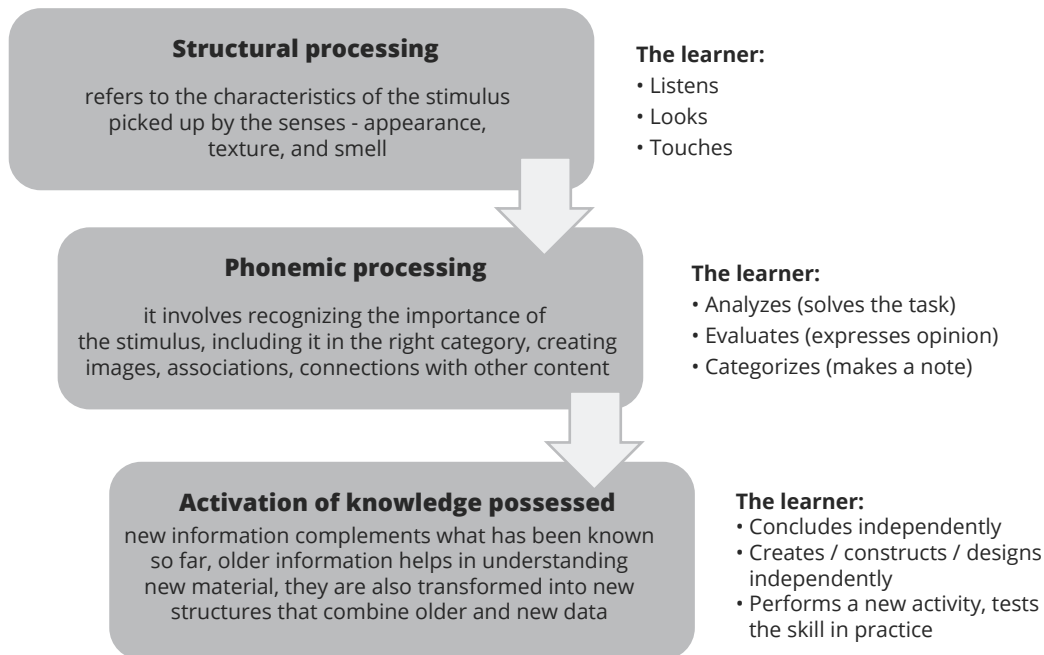 Structural processing
refers to the characteristics of the stimulus
picked up by the senses - appearance,
texture, and smell
The learner:
• Listens
• Looks
• Touches
Phonemic processing
it involves recognizing the importance of
the stimulus, including it in the right category, creating
images, associations, connections with other content
The learner:
• Analyzes (solves the task)
• Evaluates (expresses opinion)
• Categorizes (makes a note)
Activation of knowledge possessed
new information complements what has been known
so far, older information helps in understanding
new material, they are also transformed into new
structures that combine older and new data
The learner:
• Concludes independently
• Creates / constructs / designs
independently
• Performs a new activity, tests
the skill in practice